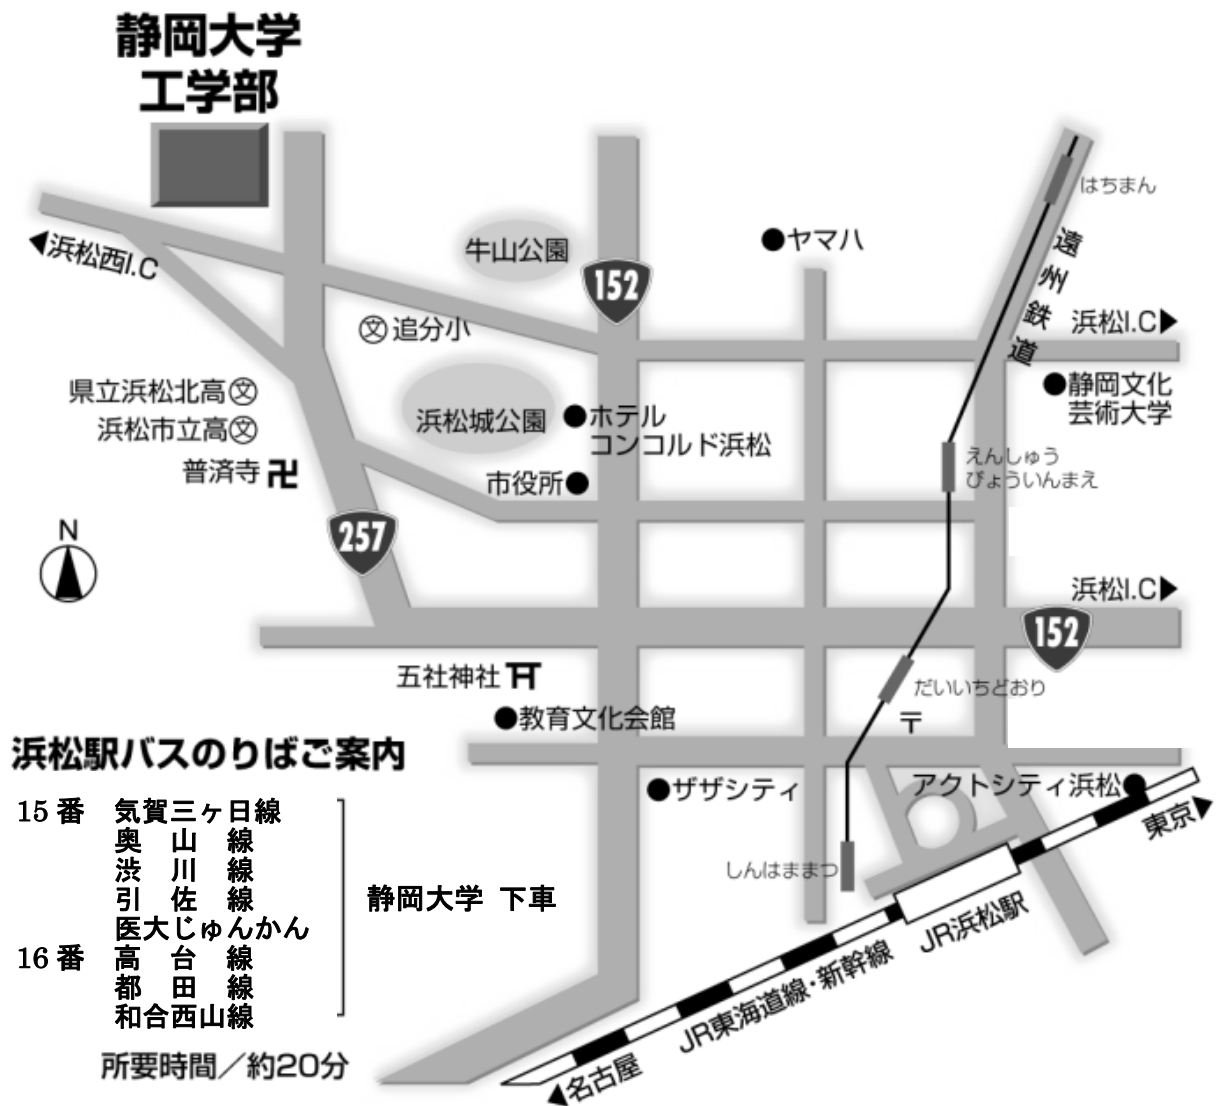 静岡大学
工学部
はちまん
牛山公園
ヤマハ
遠州鉄道
浜松西I.C
152
浜松I.C
文 追分小
静岡文化
芸術大学
県立浜松北高 文
浜松市立高 文
普済寺 卍
浜松城公園
ホテル
コンコルド浜松
市役所
えんしゅう
びょういんまえ
257
N
浜松I.C
152
五社神社
だいいちどおり
〒
教育文化会館
浜松駅バスのりばご案内
ザザシティ
アクトシティ浜松
15番 気賀三ヶ日線
奥山線
渋川線
引佐線
医大じゅんかん
16番 高台線
都田線
和合西山線
静岡大学 下車
所要時間／約20分
東京
しんはままつ
JR浜松駅
JR東海道線・新幹線
名古屋